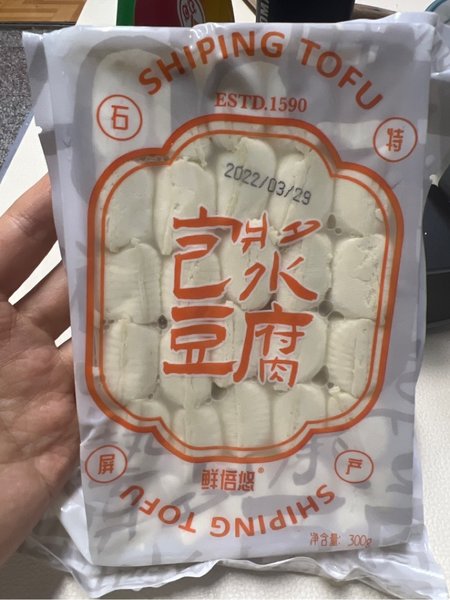 SHIPING TOFU
ESTD.1590
石
特
2022/03/29
包浆
豆腐
屏
产
鲜倍悠®
SHIPING TOFU
净含量: 300g